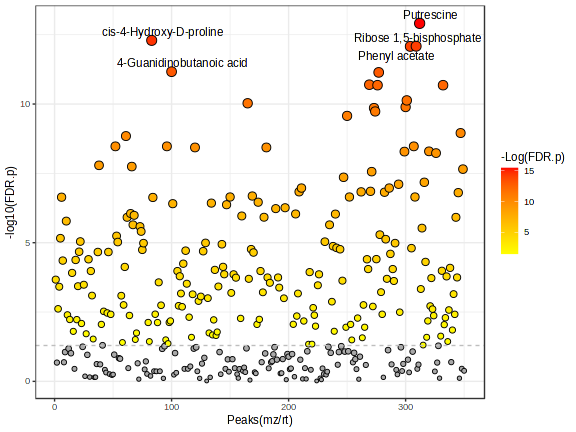 Putrescine
cis-4-Hydroxy-D-proline
Ribose 1,5-bisphosphate
Phenyl acetate
4-Guanidinobutanoic acid
-log10(FDR.p)
10
5
0
0
100
200
300
Peaks(mz/rt)
-Log(FDR.p)
15
10
5